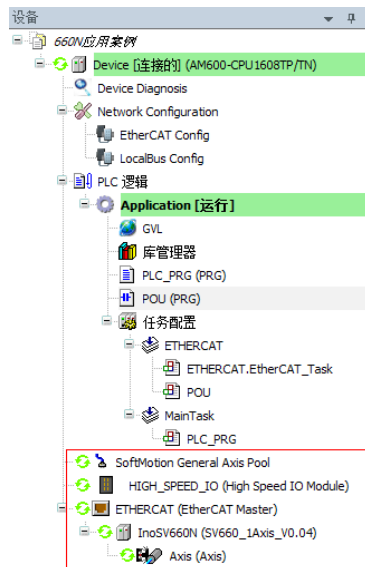 设备
660N应用案例
Device [连接的] (AM600-CPU1608TP/TN)
Device Diagnosis
Network Configuration
EtherCAT Config
LocalBus Config
PLC 逻辑
Application [运行]
GVL
库管理器
PLC_PRG (PRG)
POU (PRG)
任务配置
ETHERCAT
ETHERCAT.EtherCAT_Task
POU
MainTask
PLC_PRG
SoftMotion General Axis Pool
HIGH_SPEED_IO (High Speed IO Module)
ETHERCAT (EtherCAT Master)
InoSV660N (SV660_1Axis_V0.04)
Axis (Axis)